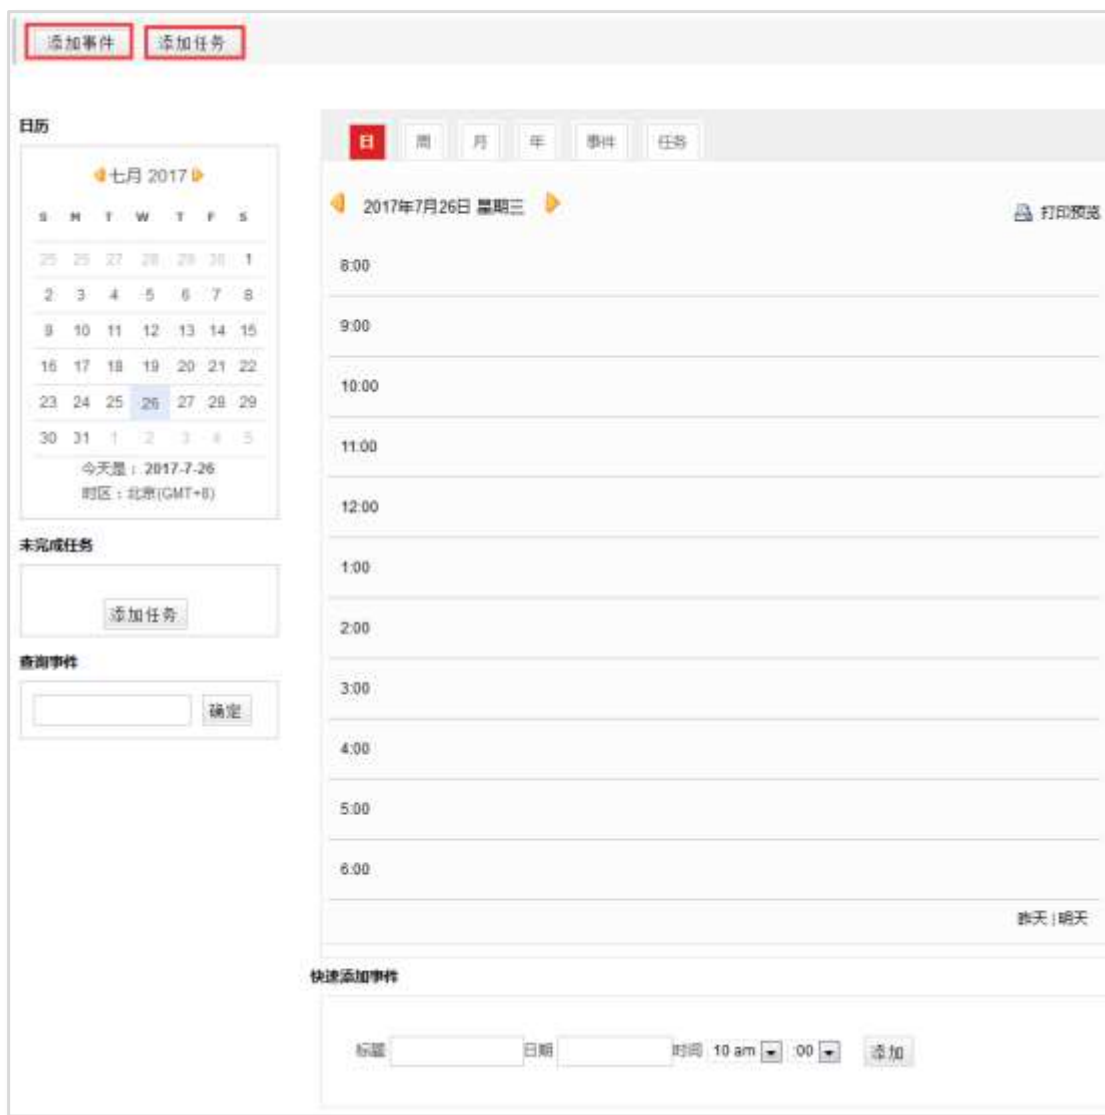 添加事件 添加任务
日历
七月 2017
S M T W T F S
25 26 27 28 29 30 1
2 3 4 5 6 7 8
9 10 11 12 13 14 15
16 17 18 19 20 21 22
23 24 25 26 27 28 29
30 31 1 2 3 4 5
今天是：2017-7-26
时区：北京(GMT+8)
未完成任务
添加任务
查询事件
确定
日 周 月 年 事件 任务
2017年7月26日 星期三
打印预览
8:00
9:00
10:00
11:00
12:00
1:00
2:00
3:00
4:00
5:00
6:00
昨天 | 明天
快速添加事件
标题 日期 时间 10 am :00 添加